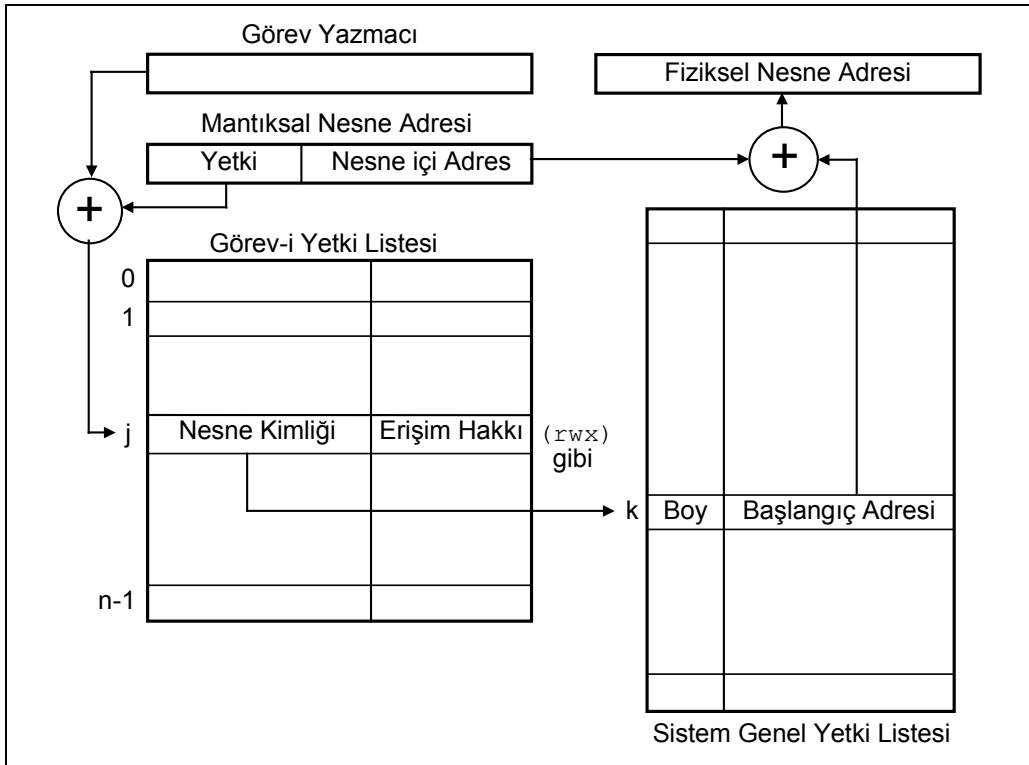 Görev Yazmacı
Fiziksel Nesne Adresi
Mantıksal Nesne Adresi
Yetki
Nesne içi Adres
+
+
Görev-i Yetki Listesi
0
1
j
Nesne Kimliği
Erişim Hakkı
(rwx)
gibi
k
Boy
Başlangıç Adresi
n-1
Sistem Genel Yetki Listesi